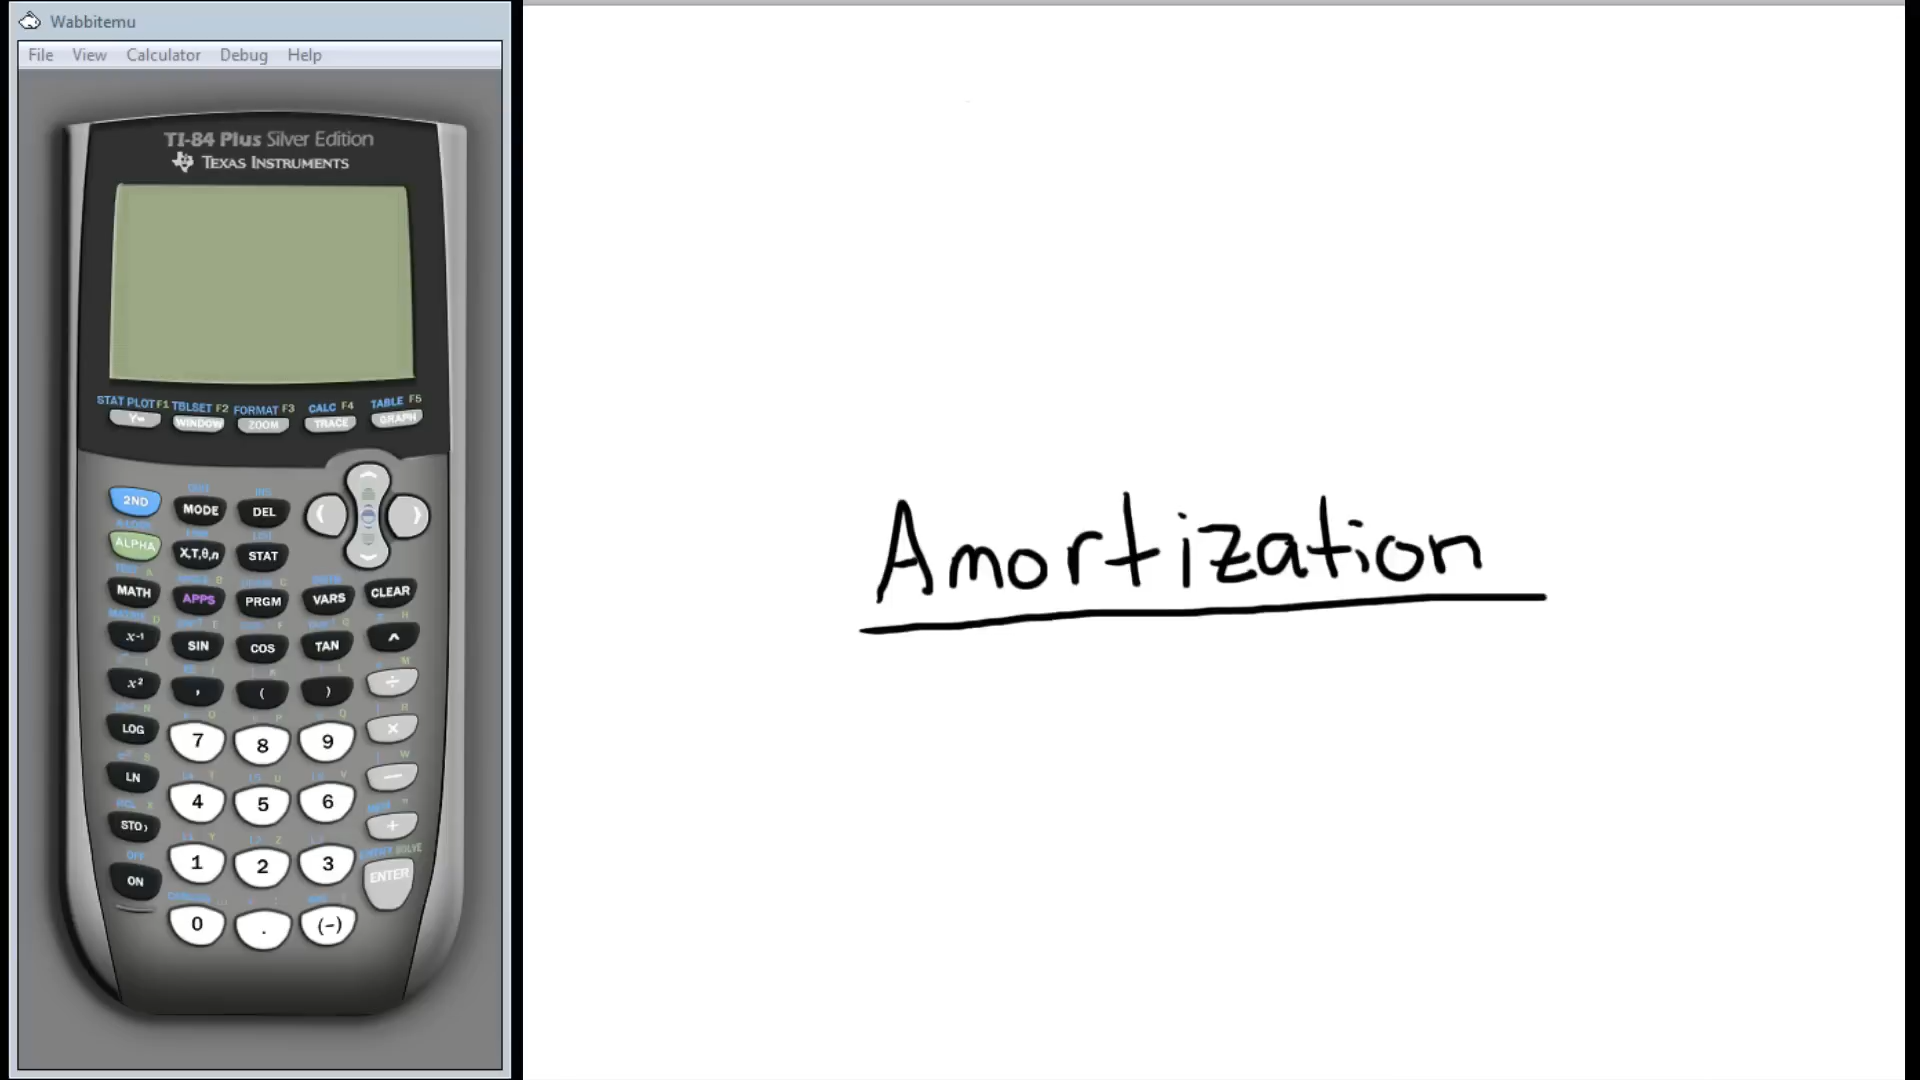 Wabbitemu
File View Calculator Debug Help
TI-84 Plus Silver Edition
TEXAS INSTRUMENTS
STAT PLOT F1 TBLSET F2 FORMAT F3 CALC F4 TABLE F5
Y= WINDOW ZOOM TRACE GRAPH
2ND MODE DEL
ALPHA X,T,θ,n STAT
MATH APPS PRGM VARS CLEAR
x-1 SIN COS TAN ^
x² , ( ) ÷
LOG 7 8 9 ×
LN 4 5 6 −
STO› 1 2 3 +
ON 0 . (-) ENTER
Amortization